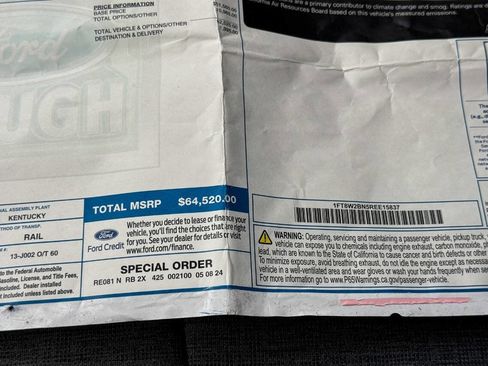 PRICE INFORMATION
BASE PRICE
TOTAL OPTIONS/OTHER
TOTAL VEHICLE & OPTIONS/OTHER
DESTINATION & DELIVERY
are a primary contributor to climate change and smog. Ratings are
Air Resources Board based on this vehicle's measured emissions.
Ford
UGH
ASSEMBLY PLANT
KENTUCKY
RAIL
13-J002 O/T 60
TOTAL MSRP $64,520.00
Ford Credit
Whether you decide to lease or finance your
vehicle, you'll find the choices that are right
for you. See your dealer for details or visit
www.ford.com/finance.
to the Federal Automobile
Gasoline, License, and Title Fees,
included. Dealer installed
not included unless listed above.
SPECIAL ORDER
RE081 N RB 2X 425 002100 05 08 24
1FT8W2BN5REE15837
WARNING: Operating, servicing and maintaining a passenger vehicle, pickup truck,
vehicle can expose you to chemicals including engine exhaust, carbon monoxide,
lead, which are known to the State of California to cause cancer and birth defects or other
To minimize exposure, avoid breathing exhaust, do not idle the engine except as necessary,
vehicle in a well-ventilated area and wear gloves or wash your hands frequently when
For more information go to www.P65Warnings.ca.gov/passenger-vehicle.